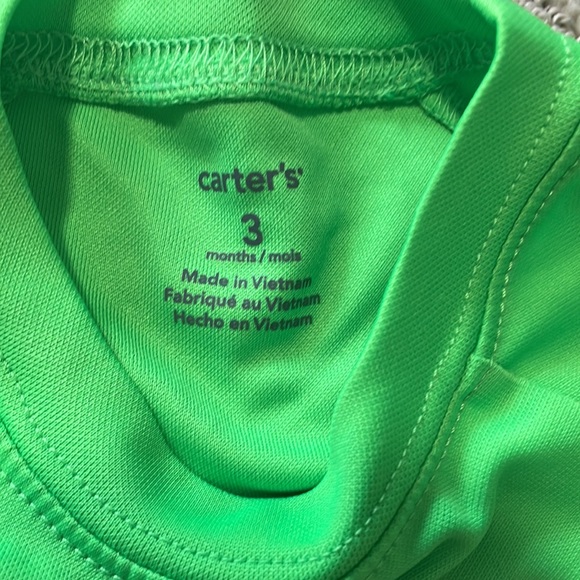 carter's
3
months / mois
Made in Vietnam
Fabriqué au Vietnam
Hecho en Vietnam